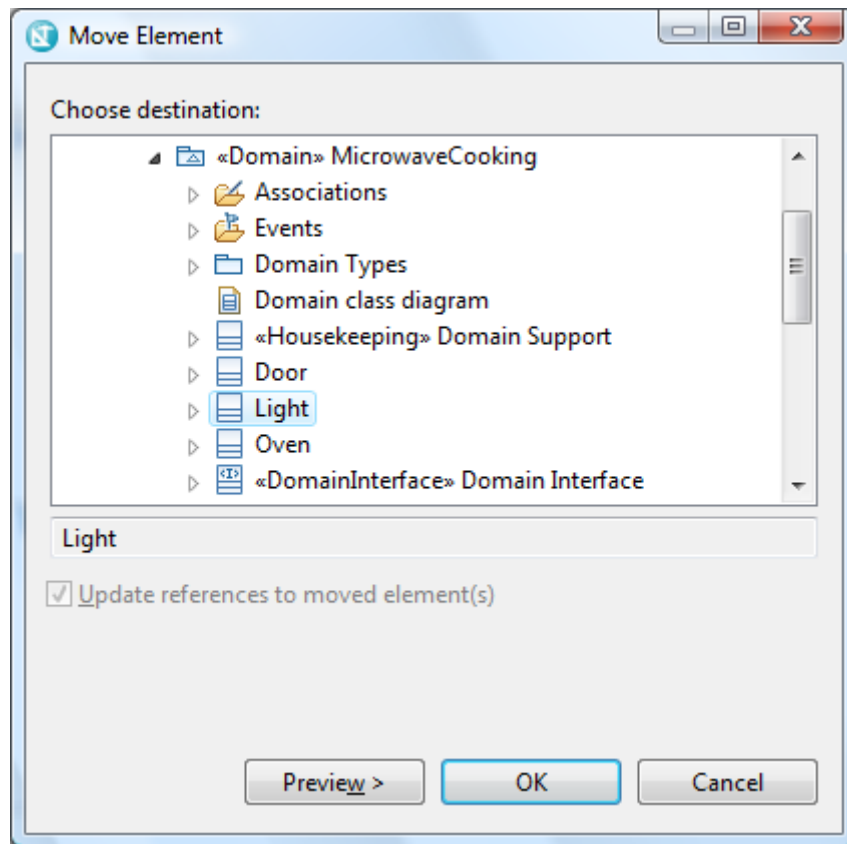 Move Element
Choose destination:
«Domain» MicrowaveCooking
Associations
Events
Domain Types
Domain class diagram
«Housekeeping» Domain Support
Door
Light
Oven
«DomainInterface» Domain Interface
Light
Update references to moved element(s)
Preview > OK Cancel